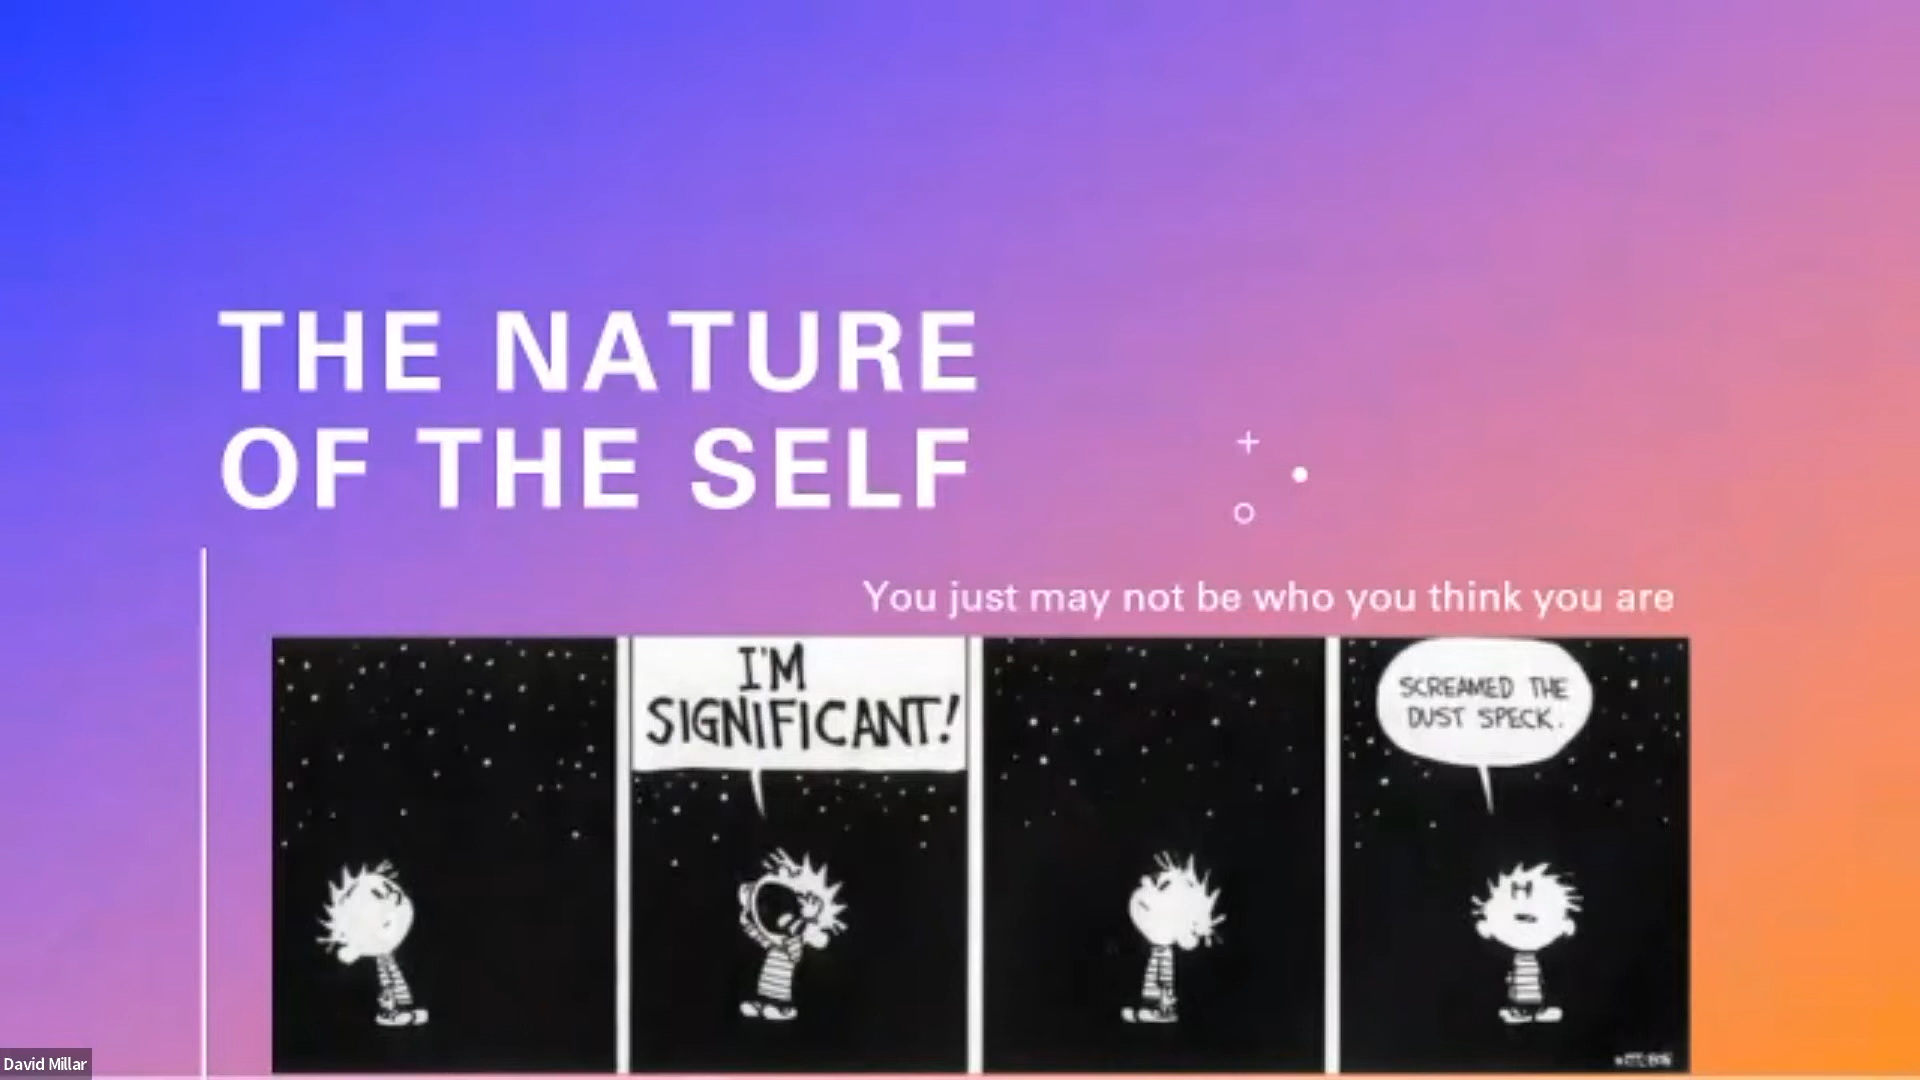 THE NATURE
OF THE SELF
You just may not be who you think you are
I'M
SIGNIFICANT!
SCREAMED THE
DUST SPECK.
David Millar